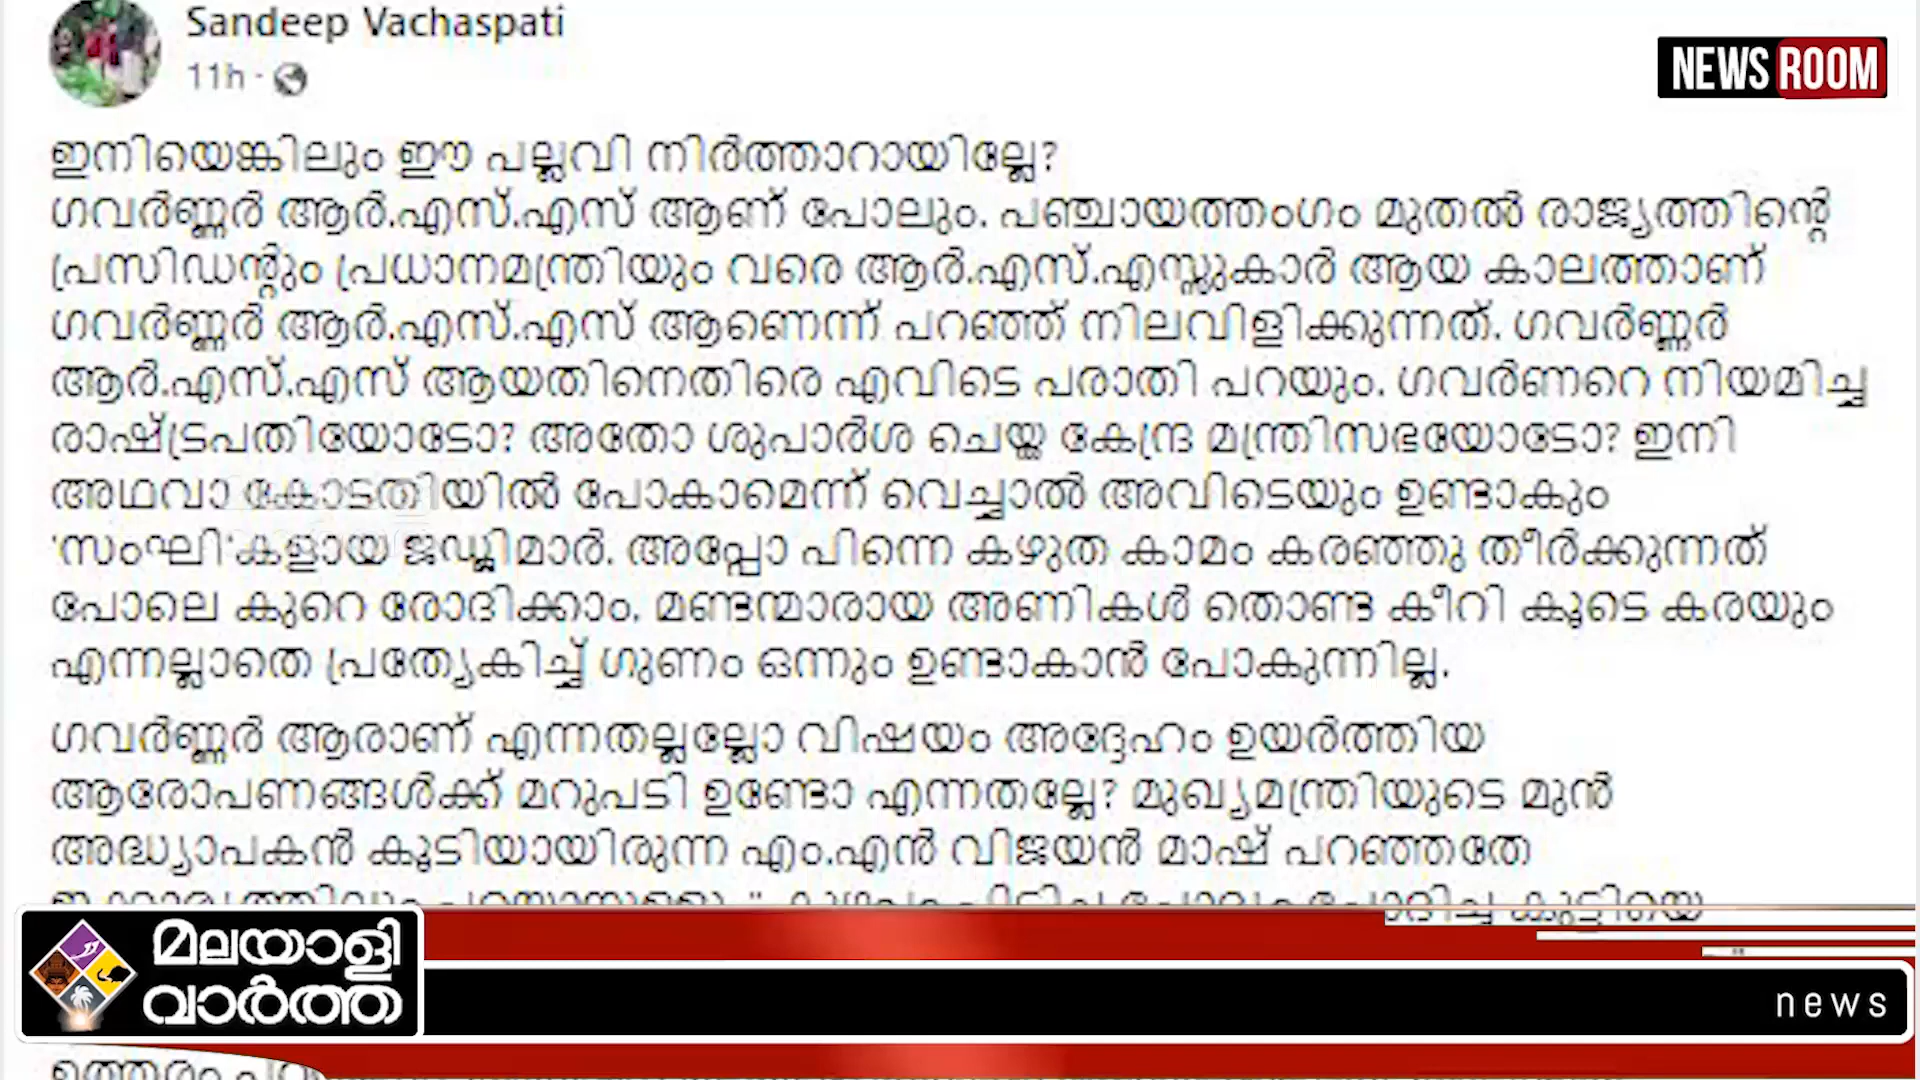 Sandeep Vachaspati
11h ·
NEWS ROOM
ഇനിയെങ്കിലും ഈ പല്ലവി നിർത്താറായില്ലേ?
ഗവർണ്ണർ ആർ.എസ്.എസ് ആണ് പോലും. പഞ്ചായത്തംഗം മുതൽ രാജ്യത്തിന്റെ
പ്രസിഡന്റും പ്രധാനമന്ത്രിയും വരെ ആർ.എസ്.എസ്സുകാർ ആയ കാലത്താണ്
ഗവർണ്ണർ ആർ.എസ്.എസ് ആണെന്ന് പറഞ്ഞ് നിലവിളിക്കുന്നത്. ഗവർണ്ണർ
ആർ.എസ്.എസ് ആയതിനെതിരെ എവിടെ പരാതി പറയും. ഗവർണറെ നിയമിച്ച
രാഷ്ട്രപതിയോടോ? അതോ ശുപാർശ ചെയ്ത കേന്ദ്ര മന്ത്രിസഭയോടോ? ഇനി
അഥവാ കോടതിയിൽ പോകാമെന്ന് വെച്ചാൽ അവിടെയും ഉണ്ടാകും
'സംഘി'കളായ ജഡ്ജിമാർ. അപ്പോ പിന്നെ കഴുത കാമം കരഞ്ഞു തീർക്കുന്നത്
പോലെ കുറെ രോദിക്കാം. മണ്ടന്മാരായ അണികൾ തൊണ്ട കീറി കൂടെ കരയും
എന്നല്ലാതെ പ്രത്യേകിച്ച് ഗുണം ഒന്നും ഉണ്ടാകാൻ പോകുന്നില്ല.
ഗവർണ്ണർ ആരാണ് എന്നതല്ലല്ലോ വിഷയം അദ്ദേഹം ഉയർത്തിയ
ആരോപണങ്ങൾക്ക് മറുപടി ഉണ്ടോ എന്നതല്ലേ? മുഖ്യമന്ത്രിയുടെ മുൻ
അദ്ധ്യാപകൻ കൂടിയായിരുന്ന എം.എൻ വിജയൻ മാഷ് പറഞ്ഞതേ
കുട്ടിയെ
മലയാളി
വാർത്ത
news